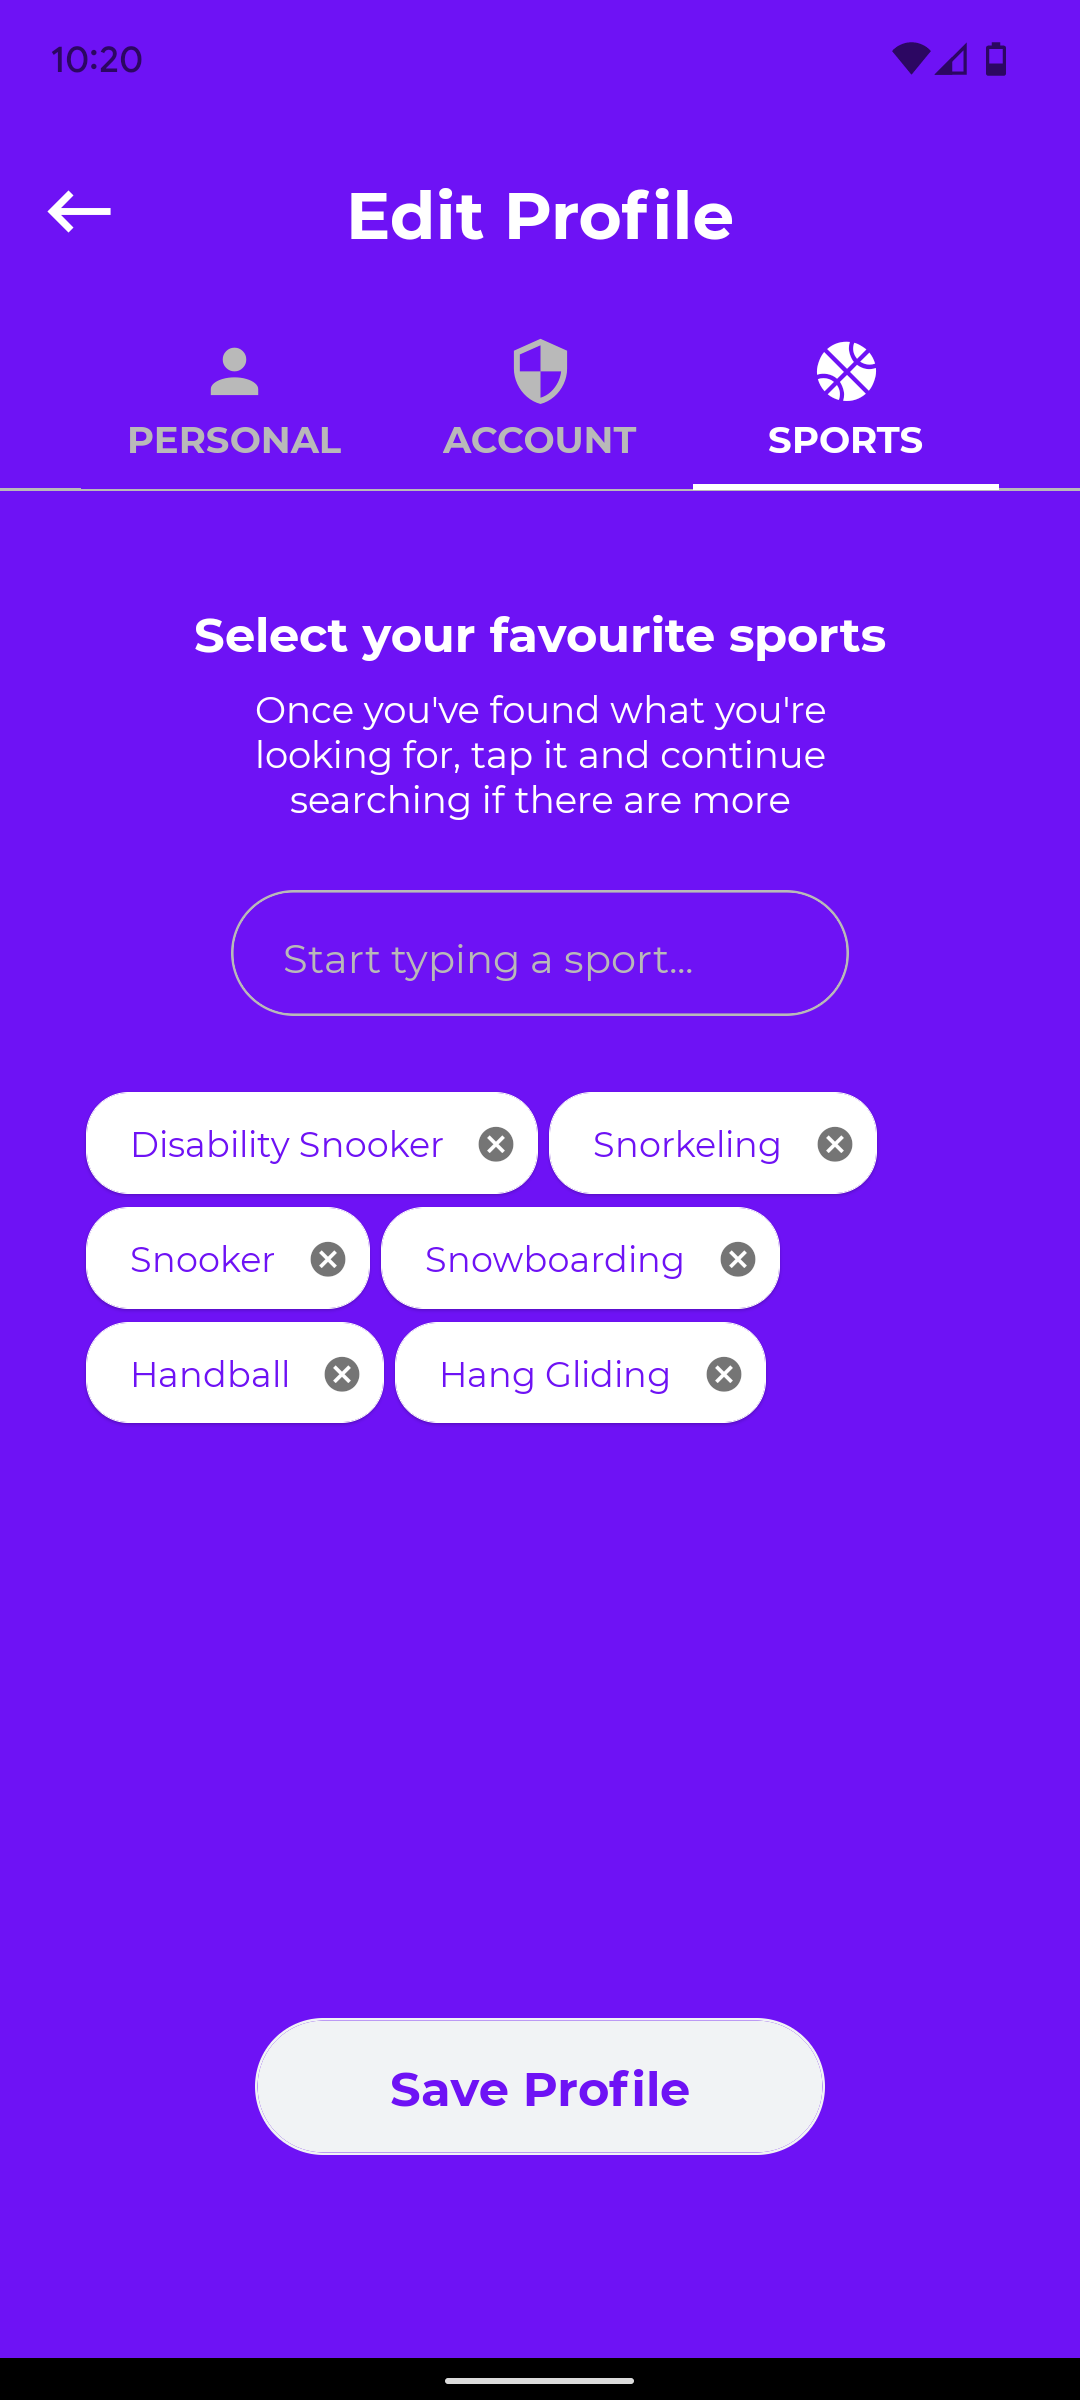 10:20
Edit Profile
PERSONAL ACCOUNT SPORTS
Select your favourite sports
Once you've found what you're
looking for, tap it and continue
searching if there are more
Start typing a sport...
Disability Snooker Snorkeling
Snooker Snowboarding
Handball Hang Gliding
Save Profile